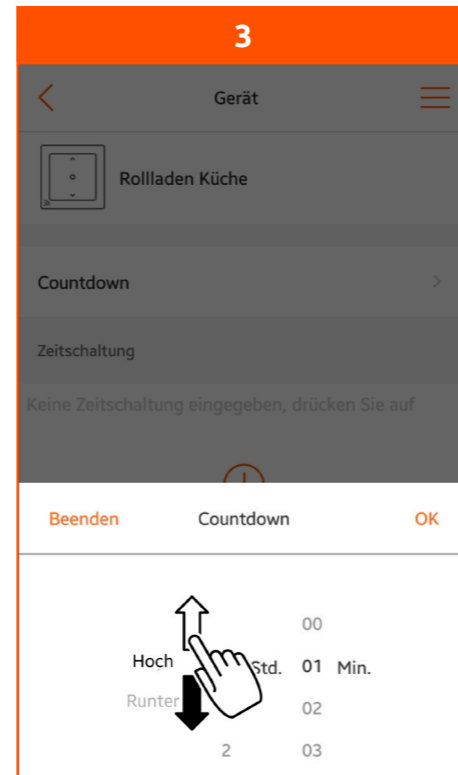 3
Gerät
Rollladen Küche
Countdown
Zeitschaltung
Keine Zeitschaltung eingegeben, drücken Sie auf
Beenden Countdown OK
00
Hoch Std. 01 Min.
Runter 02
2 03